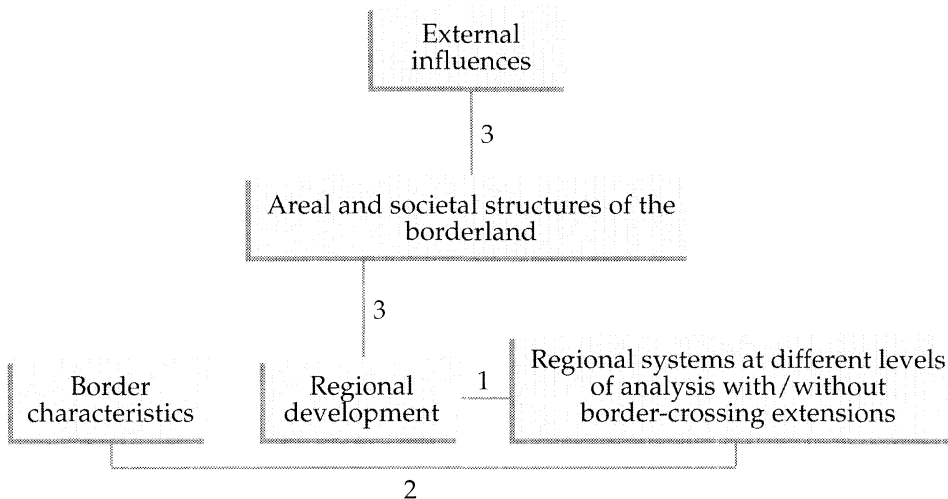 External
influences
3
Areal and societal structures of the
borderland
3
Border
characteristics
Regional
development
1
Regional systems at different levels
of analysis with/without
border-crossing extensions
2